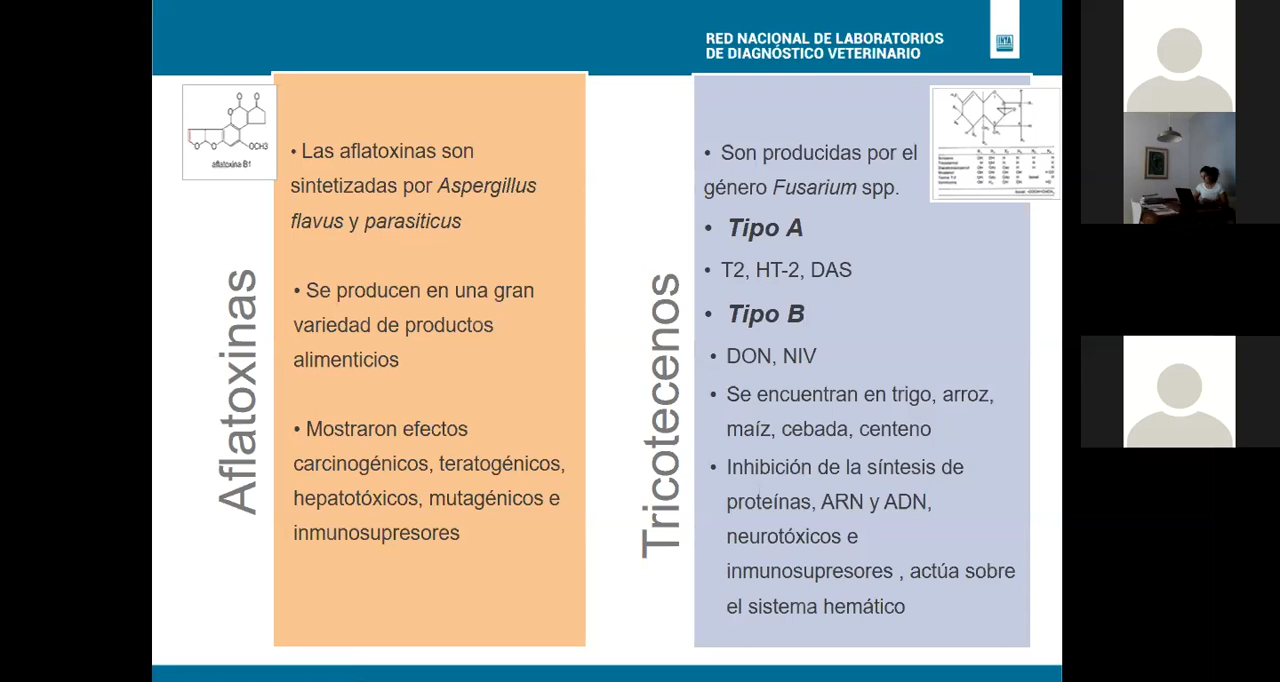 RED NACIONAL DE LABORATORIOS
DE DIAGNÓSTICO VETERINARIO
INTA
OCH3
aflatoxina B1
Aflatoxinas
• Las aflatoxinas son
sintetizadas por Aspergillus
flavus y parasiticus
• Se producen en una gran
variedad de productos
alimenticios
• Mostraron efectos
carcinogénicos, teratogénicos,
hepatotóxicos, mutagénicos e
inmunosupresores
Tricotecenos
• Son producidas por el
género Fusarium spp.
• Tipo A
• T2, HT-2, DAS
• Tipo B
• DON, NIV
• Se encuentran en trigo, arroz,
maíz, cebada, centeno
• Inhibición de la síntesis de
proteínas, ARN y ADN,
neurotóxicos e
inmunosupresores , actúa sobre
el sistema hemático